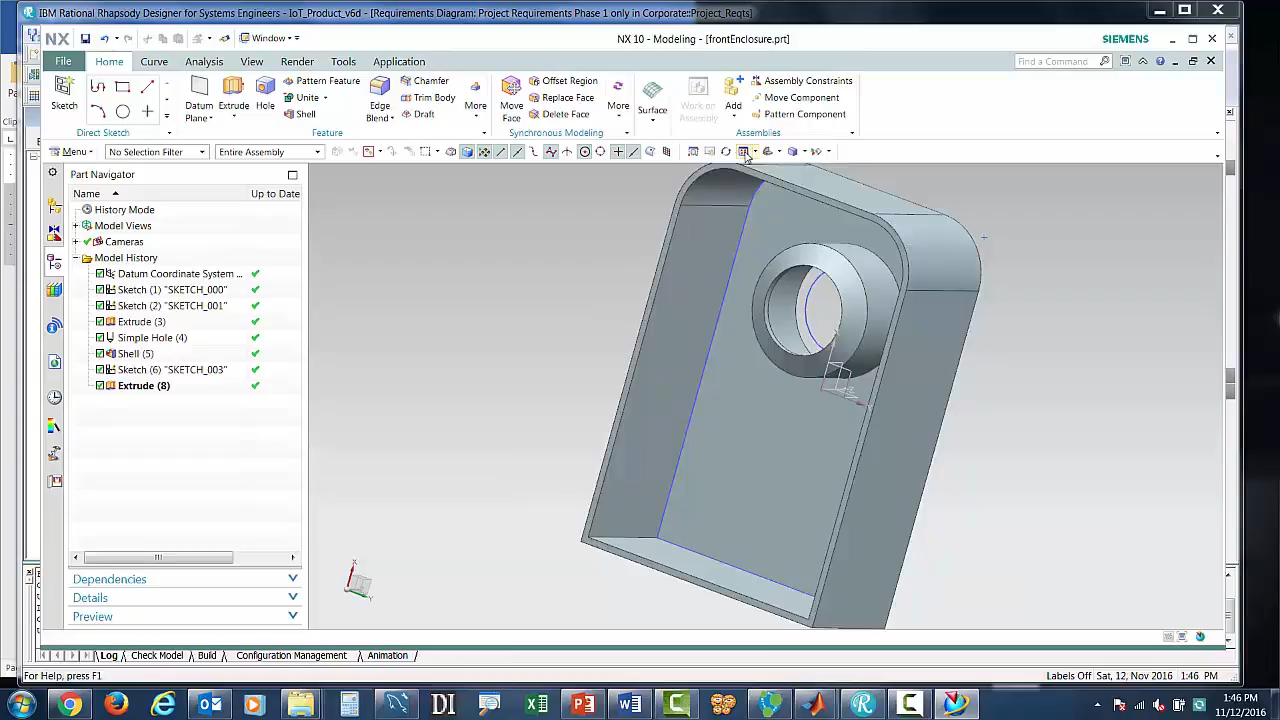 IBM Rational Rhapsody Designer for Systems Engineers - IoT_Product_v6d - [Requirements Diagram: Project Requirements Phase 1 only in Corporate::Project_Reqts]
NX Window NX 10 - Modeling - [frontEnclosure.prt] SIEMENS
File Home Curve Analysis View Render Tools Application Find a Command
Sketch
Direct Sketch
Datum Plane Extrude Hole
Pattern Feature
Unite
Shell
Edge Blend
Chamfer
Trim Body
Draft
More
Feature
Move Face
Offset Region
Replace Face
Delete Face
More
Synchronous Modeling
Surface
Work on Assembly
Add
Assembly Constraints
Move Component
Pattern Component
Assemblies
Menu No Selection Filter Entire Assembly
Part Navigator
Name Up to Date
History Mode
Model Views
Cameras
Model History
Datum Coordinate System ...
Sketch (1) "SKETCH_000"
Sketch (2) "SKETCH_001"
Extrude (3)
Simple Hole (4)
Shell (5)
Sketch (6) "SKETCH_003"
Extrude (8)
Dependencies
Details
Preview
X
Y
Log Check Model Build Configuration Management Animation
For Help, press F1 Labels Off Sat, 12, Nov 2016 1:46 PM
DI
1:46 PM
11/12/2016